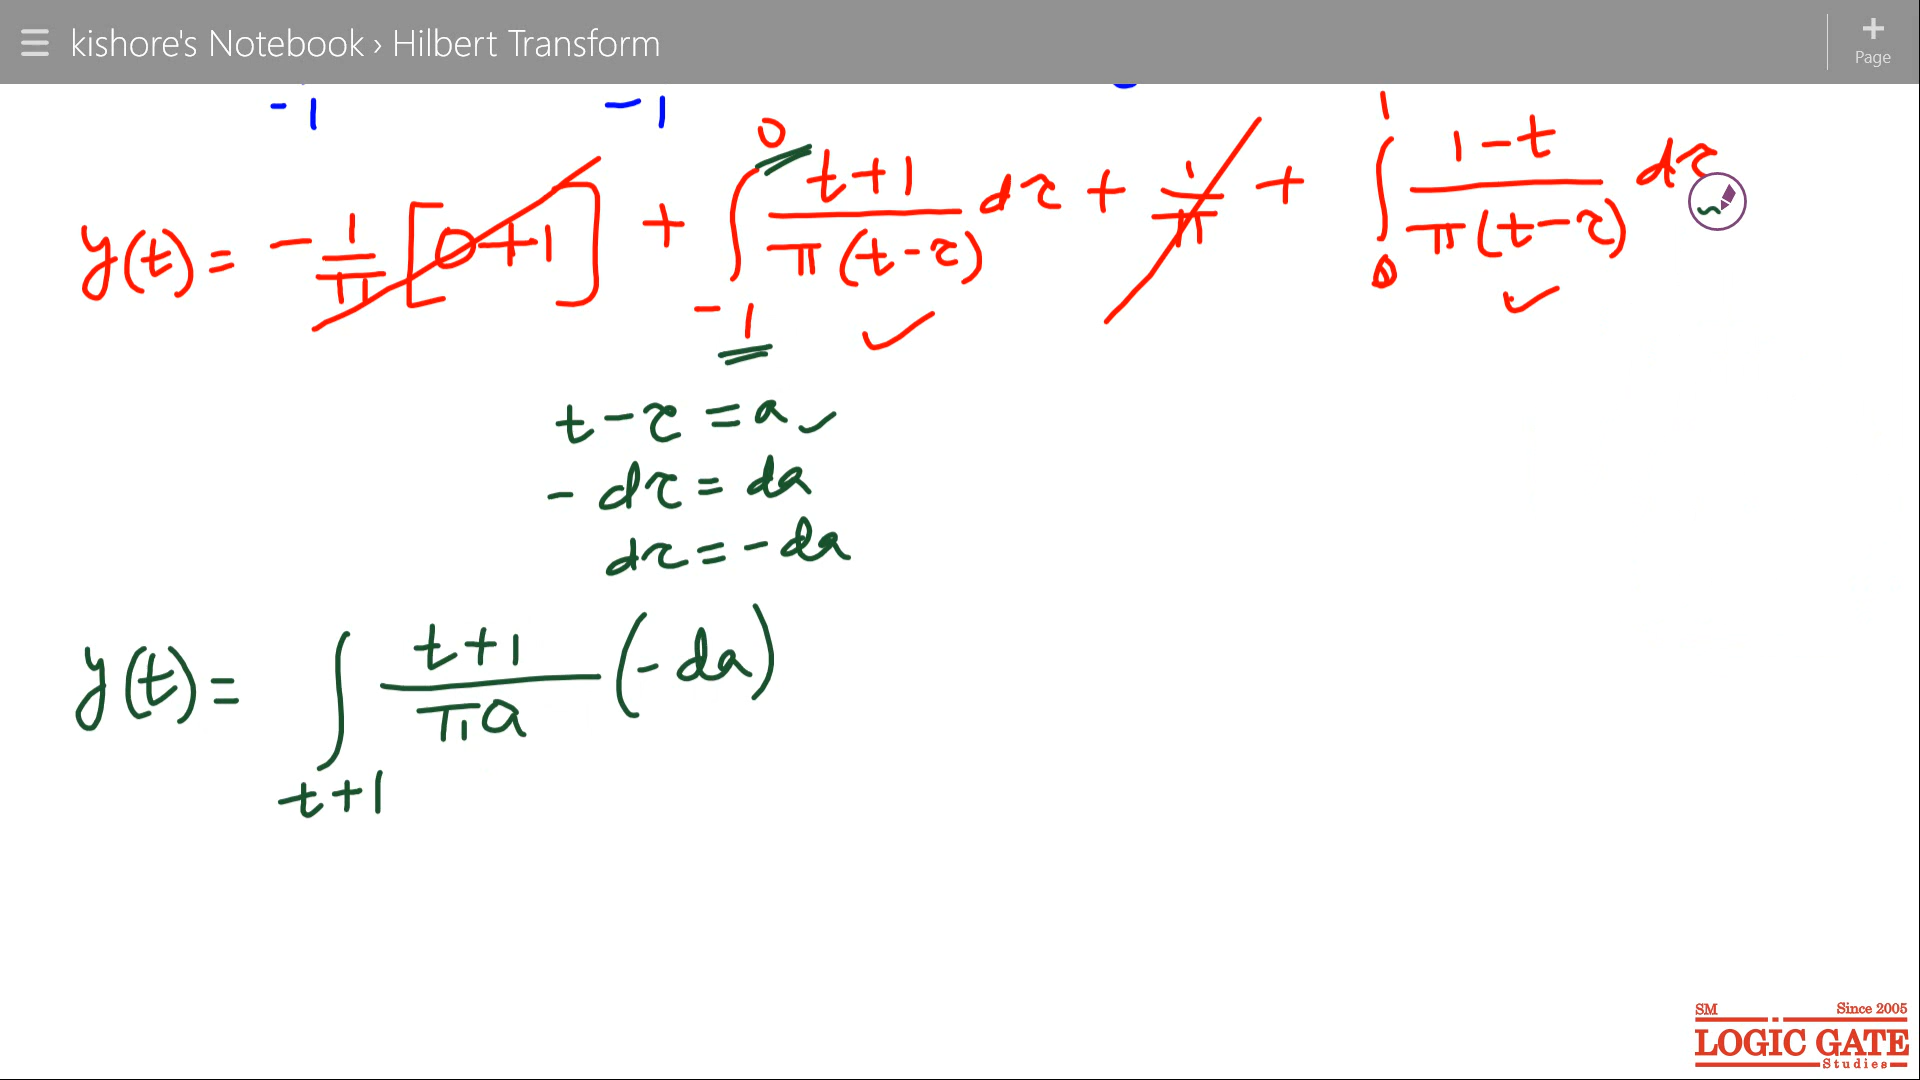 kishore's Notebook › Hilbert Transform
+
Page
-1 -1
y(t) = -1/π [0+1] + ∫_{-1}^{0} (t+1)/(π(t-τ)) dτ + 1/π + ∫_{0}^{1} (1-t)/(π(t-τ)) dτ
t-τ = a ✓
-dτ = da
dτ = -da
y(t) = ∫_{t+1} (t+1)/(πa) (-da)
SM Since 2005
LOGIC GATE
Studies